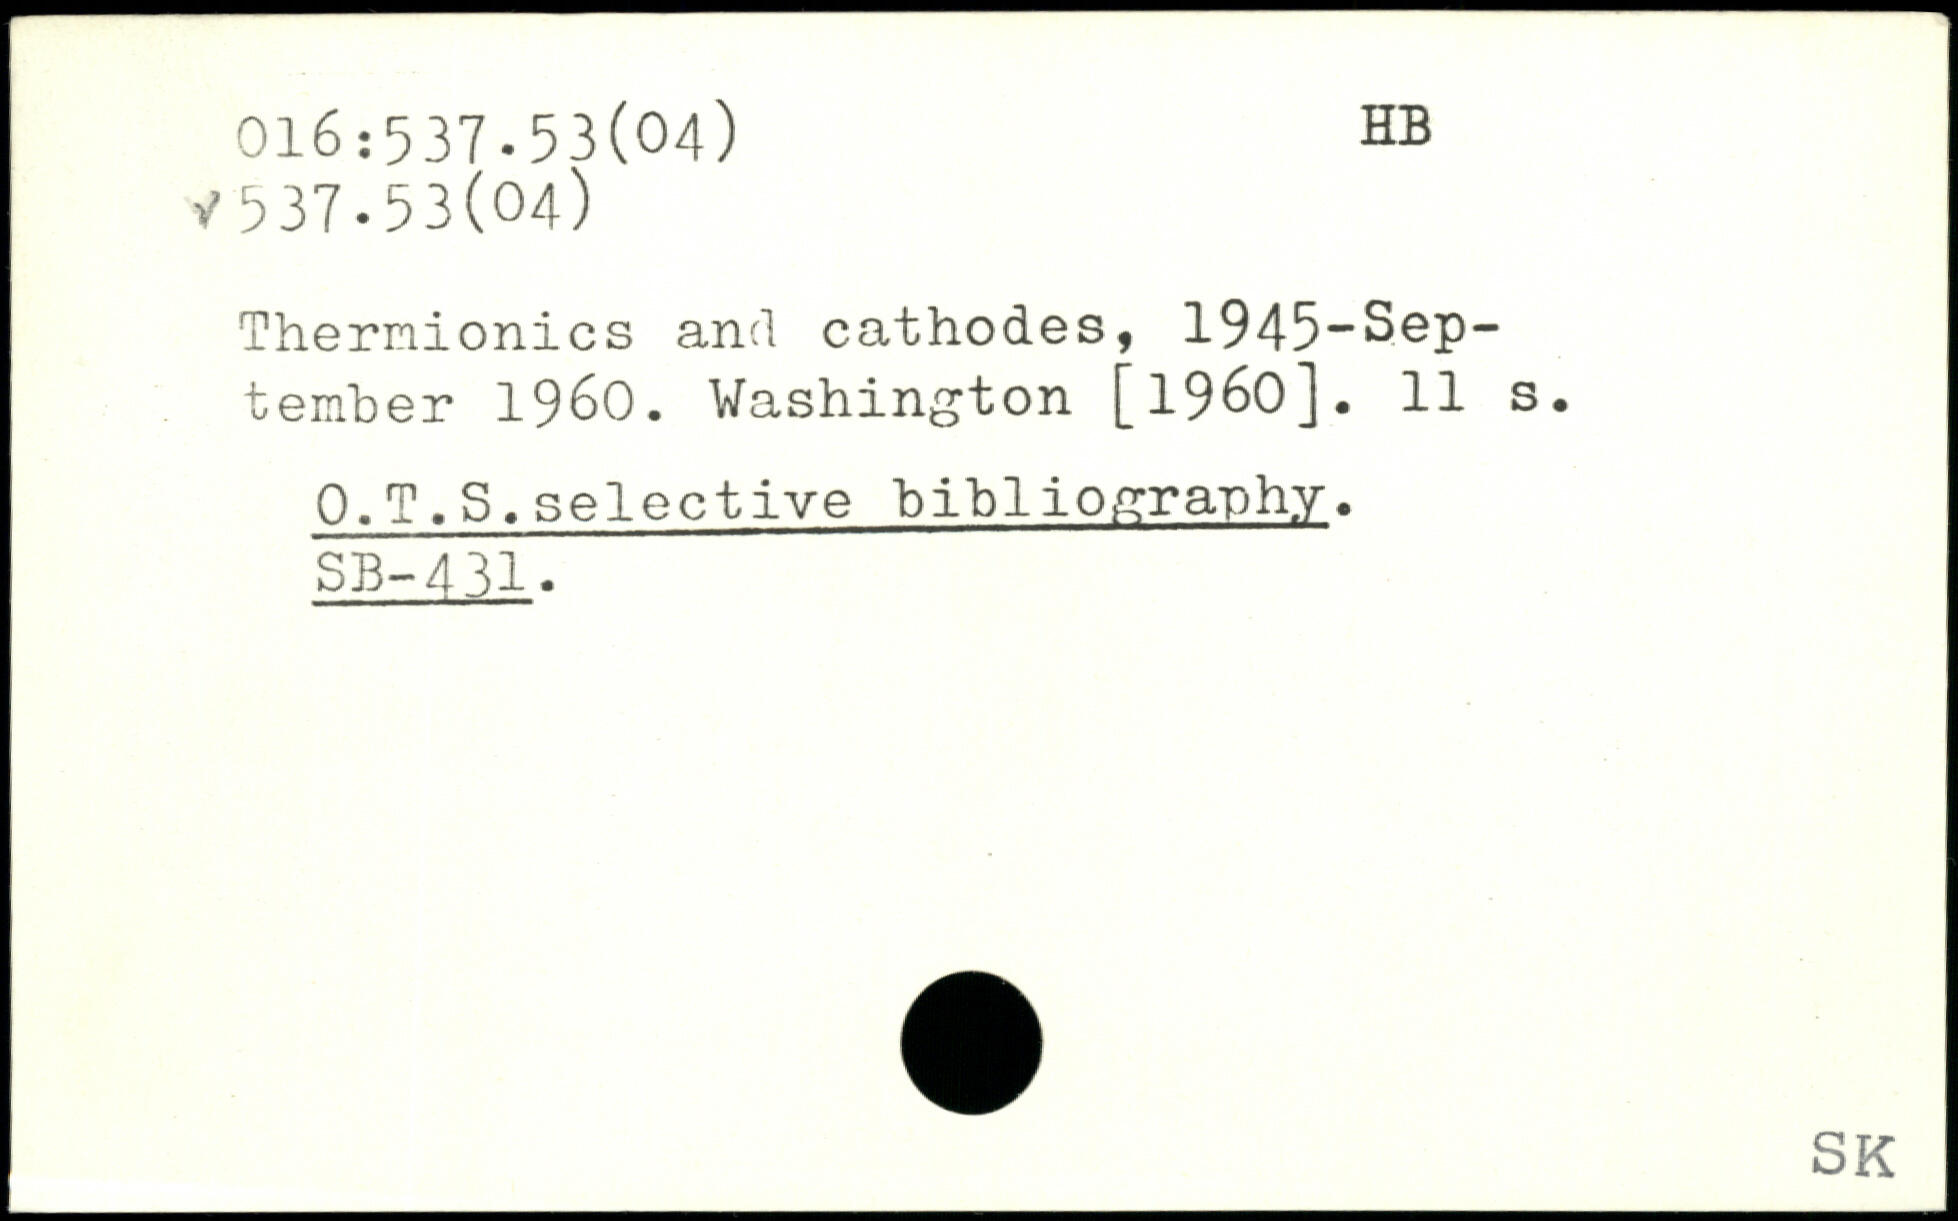 016:537.53(04) HB
537.53(04)
Thermionics and cathodes, 1945-Sep-
tember 1960. Washington [1960]. 11 s.
O.T.S.selective bibliography.
SB-431.
SK